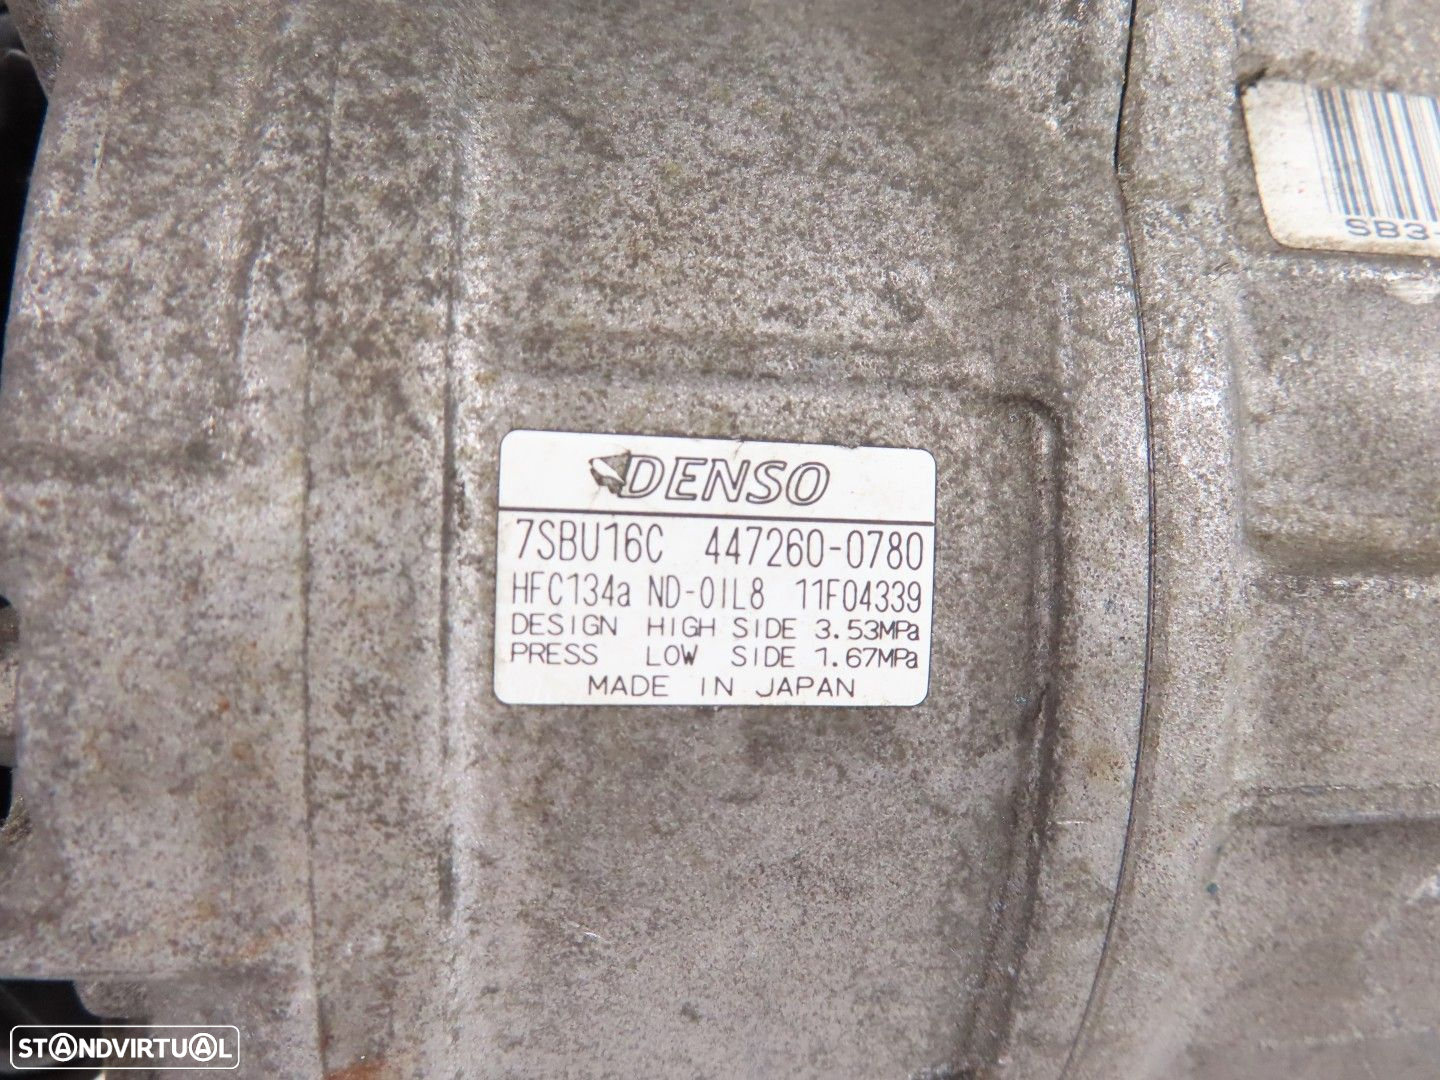 SB3-
DENSO
7SBU16C 447260-0780
HFC134a ND-OIL8 11F04339
DESIGN HIGH SIDE 3.53MPa
PRESS LOW SIDE 1.67MPa
MADE IN JAPAN
STANDVIRTUAL